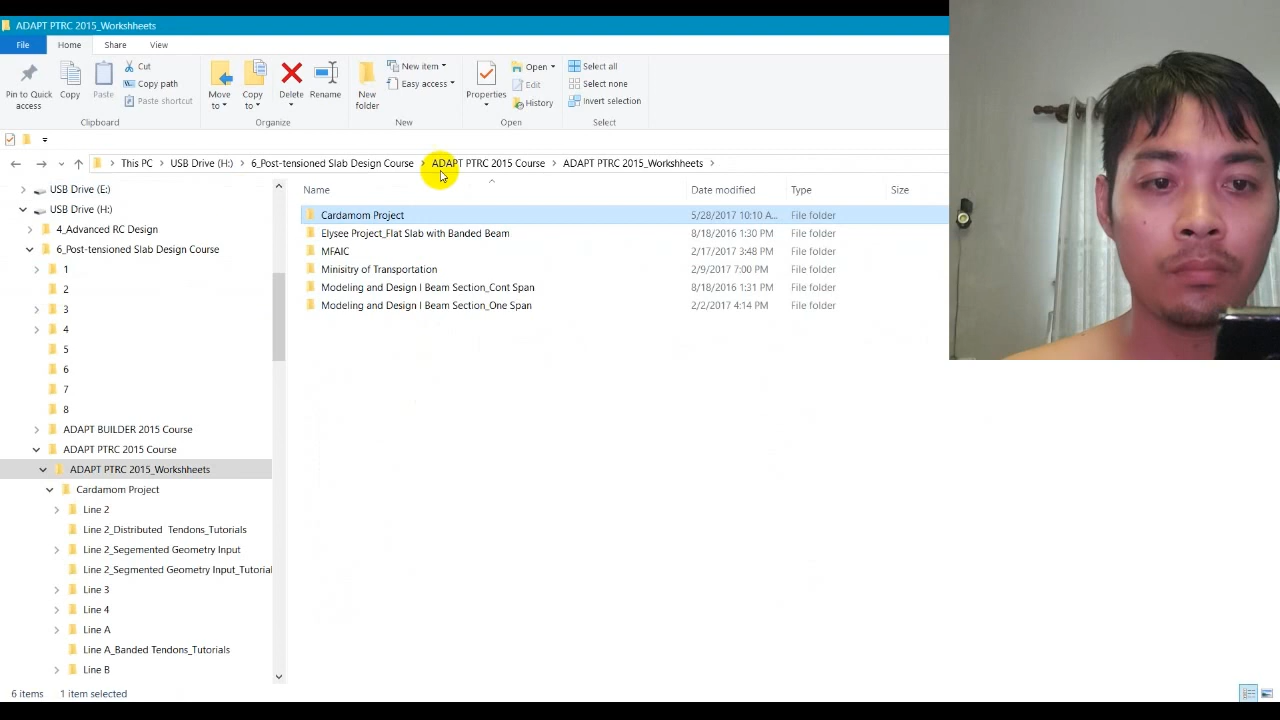 ADAPT PTRC 2015_Workshheets
File Home Share View
Pin to Quick access
Copy
Paste
Cut
Copy path
Paste shortcut
Clipboard
Move to
Copy to
Delete
Rename
Organize
New folder
New item
Easy access
New
Properties
Open
Edit
History
Open
Select all
Select none
Invert selection
Select
This PC USB Drive (H:) 6_Post-tensioned Slab Design Course ADAPT PTRC 2015 Course ADAPT PTRC 2015_Workshheets
USB Drive (E:)
USB Drive (H:)
4_Advanced RC Design
6_Post-tensioned Slab Design Course
1
2
3
4
5
6
7
8
ADAPT BUILDER 2015 Course
ADAPT PTRC 2015 Course
ADAPT PTRC 2015_Workshheets
Cardamom Project
Line 2
Line 2_Distributed Tendons_Tutorials
Line 2_Segemented Geometry Input
Line 2_Segmented Geometry Input_Tutorial
Line 3
Line 4
Line A
Line A_Banded Tendons_Tutorials
Line B
Name Date modified Type Size
Cardamom Project 5/28/2017 10:10 A... File folder
Elysee Project_Flat Slab with Banded Beam 8/18/2016 1:30 PM File folder
MFAIC 2/17/2017 3:48 PM File folder
Minisitry of Transportation 2/9/2017 7:00 PM File folder
Modeling and Design I Beam Section_Cont Span 8/18/2016 1:31 PM File folder
Modeling and Design I Beam Section_One Span 2/2/2017 4:14 PM File folder
6 items 1 item selected